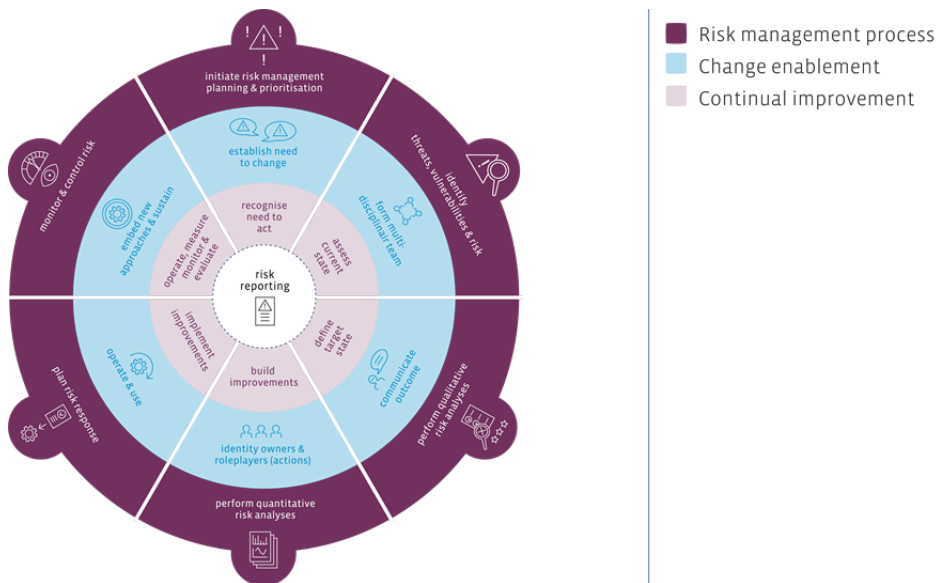 initiate risk management
planning & prioritisation
identify
threats, vulnerabilities & risk
perform qualitative
risk analyses
perform quantitative
risk analyses
plan risk response
monitor & control risk
establish need
to change
form multi-
disciplinair team
communicate
outcome
identity owners &
roleplayers (actions)
operate & use
embed new
approaches & sustain
recognise
need to
act
assess
current
state
define
target
state
build
improvements
implement
improvements
operate, measure
monitor &
evaluate
risk
reporting
Risk management process
Change enablement
Continual improvement